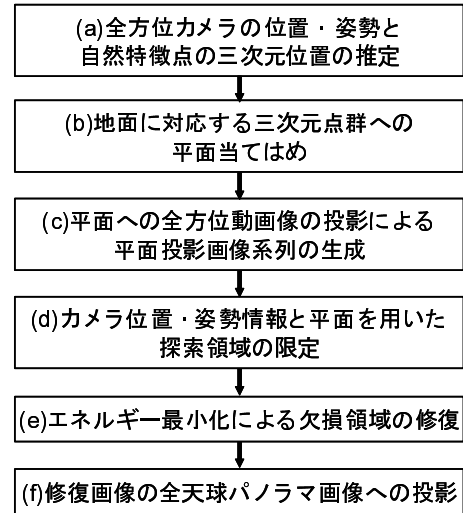 (a)全方位カメラの位置・姿勢と
自然特徴点の三次元位置の推定
(b)地面に対応する三次元点群への
平面当てはめ
(c)平面への全方位動画像の投影による
平面投影画像系列の生成
(d)カメラ位置・姿勢情報と平面を用いた
探索領域の限定
(e)エネルギー最小化による欠損領域の修復
(f)修復画像の全天球パノラマ画像への投影